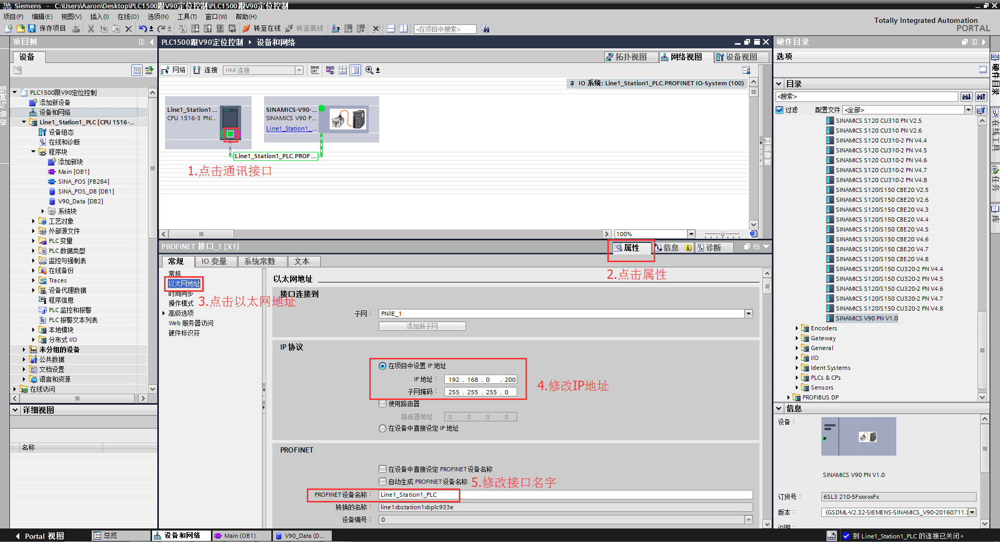 Siemens - C:\Users\Aaron\Desktop\PLC1500跟V90定位控制\PLC1500跟V90定位控制
项目(P) 编辑(E) 视图(V) 插入(I) 在线(O) 选项(N) 工具(T) 窗口(W) 帮助(H)
Totally Integrated Automation
PORTAL
保存项目
转至在线
转至离线
<在项目中搜索>
项目树
设备
PLC1500跟V90定位控制
添加新设备
设备和网络
Line1_Station1_PLC [CPU 1516-...
设备组态
在线和诊断
程序块
添加新块
Main [OB1]
SINA_POS [FB284]
SINA_POS_DB [DB1]
V90_Data [DB2]
系统块
工艺对象
外部源文件
PLC 变量
PLC 数据类型
监控与强制表
在线备份
Traces
设备代理数据
程序信息
PLC 监控和报警
PLC 报警文本列表
本地模块
分布式 I/O
未分组的设备
公共数据
文档设置
语言和资源
在线访问
详细视图
名称
设备与网络
PLC1500跟V90定位控制 ▸ 设备和网络
拓扑视图
网络视图
设备视图
网络
连接
HMI 连接
IO 系统: Line1_Station1_PLC.PROFINET IO-System (100)
Line1_Station1...
CPU 1516-3 PN/...
SINAMICS-V90-...
SINAMICS V90 P...
Line1_Station1_...
Line1_Station1_PLC.PROF...
1.点击通讯接口
网络数据
100%
PROFINET 接口_1 [X1]
属性
信息
诊断
2.点击属性
常规
IO 变量
系统常数
文本
常规
以太网地址
时间同步
操作模式
高级选项
Web 服务器访问
硬件标识符
3.点击以太网地址
以太网地址
接口连接到
子网：
PN/IE_1
添加新子网
IP 协议
在项目中设置 IP 地址
IP 地址：
192 . 168 . 0 . 200
子网掩码：
255 . 255 . 255 . 0
4.修改IP地址
使用路由器
路由器地址：
0 . 0 . 0 . 0
在设备中直接设定 IP 地址
PROFINET
在设备中直接设定 PROFINET设备名称
自动生成 PROFINET设备名称
5.修改接口名字
PROFINET设备名称：
Line1_Station1_PLC
转换的名称：
line1xbstation1xbplc933e
设备编号：
0
硬件目录
选项
目录
<搜索>
过滤
配置文件
<全部>
SINAMICS S120 CU310 PN V2.5
SINAMICS S120 CU310 PN V2.6
SINAMICS S120 CU310-2 PN V4.4
SINAMICS S120 CU310-2 PN V4.5
SINAMICS S120 CU310-2 PN V4.6
SINAMICS S120 CU310-2 PN V4.7
SINAMICS S120 CU310-2 PN V4.8
SINAMICS S120/S150 CBE20 V2.5
SINAMICS S120/S150 CBE20 V2.6
SINAMICS S120/S150 CBE20 V4.3
SINAMICS S120/S150 CBE20 V4.4
SINAMICS S120/S150 CBE20 V4.5
SINAMICS S120/S150 CBE20 V4.6
SINAMICS S120/S150 CBE20 V4.7
SINAMICS S120/S150 CBE20 V4.8
SINAMICS S120/S150 CU320-2 PN V4.4
SINAMICS S120/S150 CU320-2 PN V4.5
SINAMICS S120/S150 CU320-2 PN V4.6
SINAMICS S120/S150 CU320-2 PN V4.7
SINAMICS S120/S150 CU320-2 PN V4.8
SINAMICS V90 PN V1.0
Encoders
Gateway
General
I/O
Ident Systems
PLCs & CPs
Sensors
PROFIBUS DP
信息
设备：
SINAMICS V90 PN V1.0
订货号：
6SL3 210-5Fxxx-xxFx
版本：
(GSDML-V2.32-SIEMENS-SINAMICS_V90-20160711.
说明：
硬件目录
在线工具
任务
库
Portal 视图
总览
设备和网络
Main (OB1)
V90_Data (D...
到 Line1_Station1_PLC 的连接已关闭。